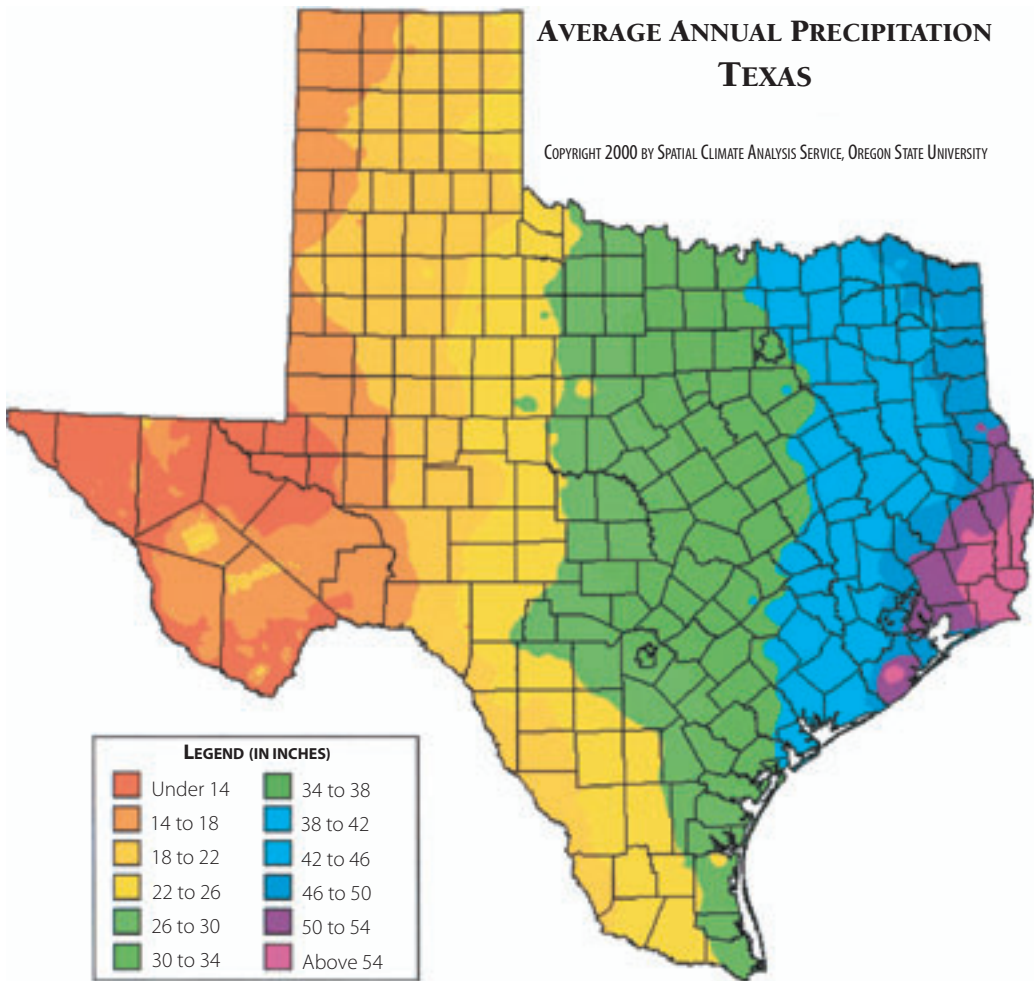 AVERAGE ANNUAL PRECIPITATION
TEXAS
COPYRIGHT 2000 BY SPATIAL CLIMATE ANALYSIS SERVICE, OREGON STATE UNIVERSITY
LEGEND (IN INCHES)
Under 14
14 to 18
18 to 22
22 to 26
26 to 30
30 to 34
34 to 38
38 to 42
42 to 46
46 to 50
50 to 54
Above 54